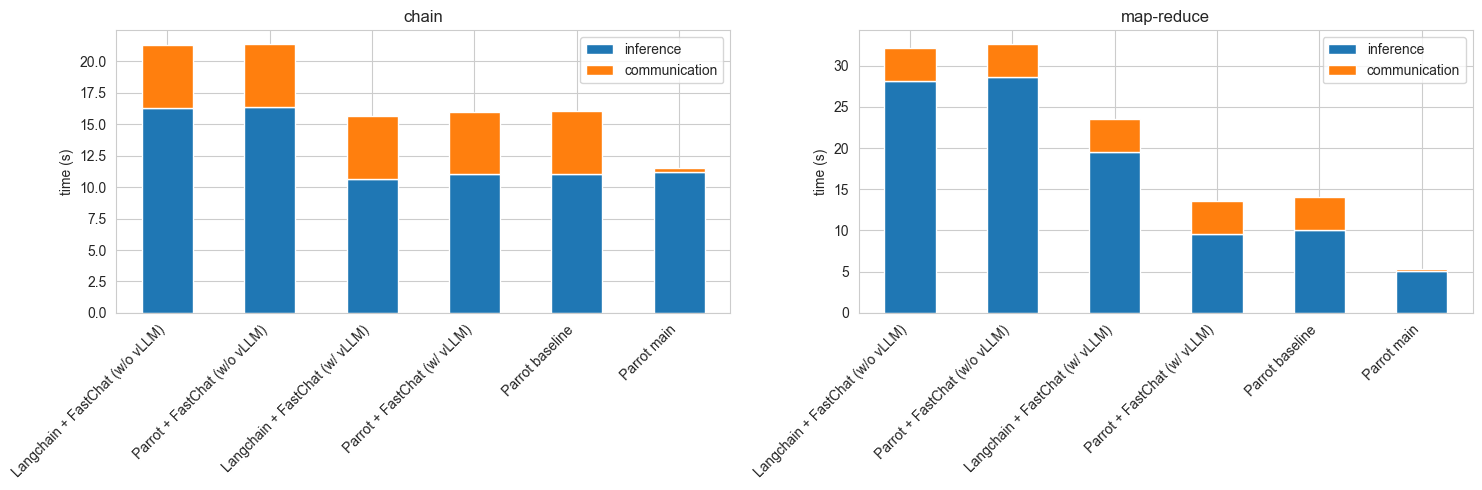 chain
time (s)
20.0
17.5
15.0
12.5
10.0
7.5
5.0
2.5
0.0
inference
communication
Langchain + FastChat (w/o vLLM)
Parrot + FastChat (w/o vLLM)
Langchain + FastChat (w/ vLLM)
Parrot + FastChat (w/ vLLM)
Parrot baseline
Parrot main
map-reduce
time (s)
30
25
20
15
10
5
0
inference
communication
Langchain + FastChat (w/o vLLM)
Parrot + FastChat (w/o vLLM)
Langchain + FastChat (w/ vLLM)
Parrot + FastChat (w/ vLLM)
Parrot baseline
Parrot main